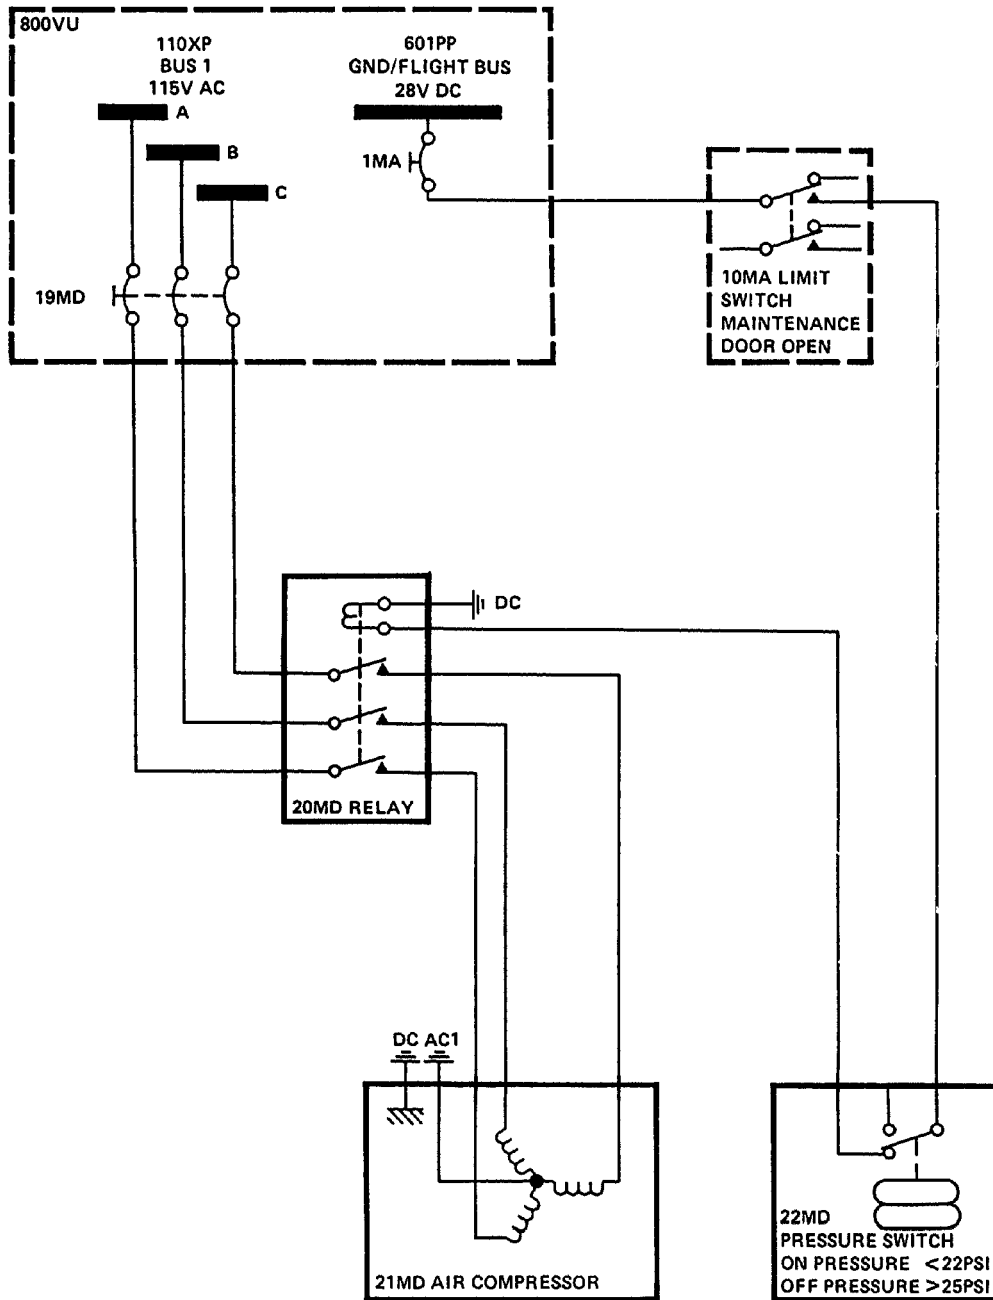 800VU
110XP
BUS 1
115V AC
601PP
GND/FLIGHT BUS
28V DC
A
B
C
1MA
19MD
10MA LIMIT
SWITCH
MAINTENANCE
DOOR OPEN
DC
20MD RELAY
DC AC1
21MD AIR COMPRESSOR
22MD
PRESSURE SWITCH
ON PRESSURE <22PSI
OFF PRESSURE >25PSI